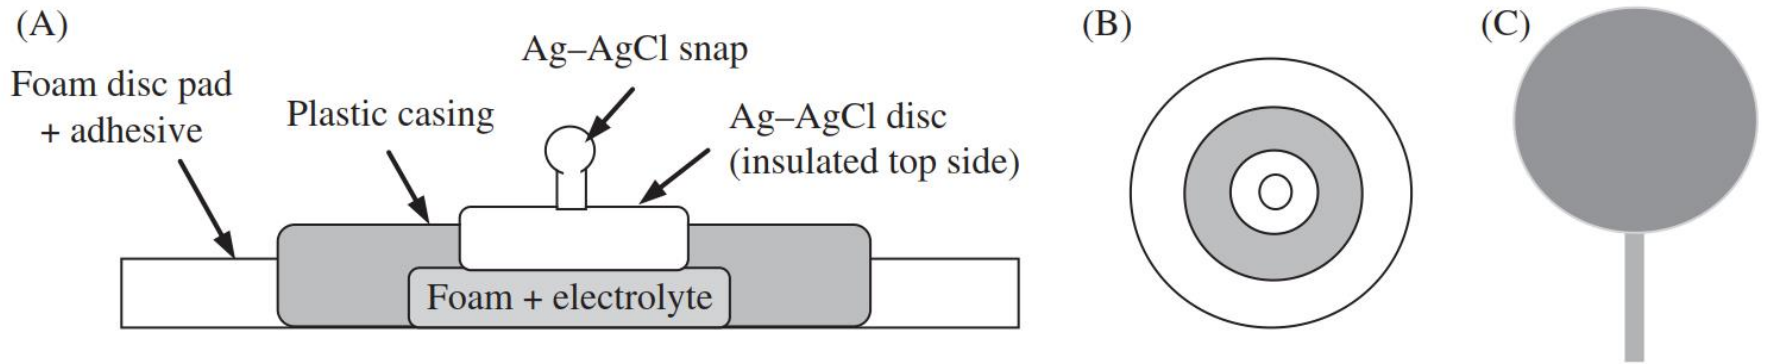 (A)
Foam disc pad
+ adhesive
Plastic casing
Ag–AgCl snap
Ag–AgCl disc
(insulated top side)
Foam + electrolyte
(B)
(C)